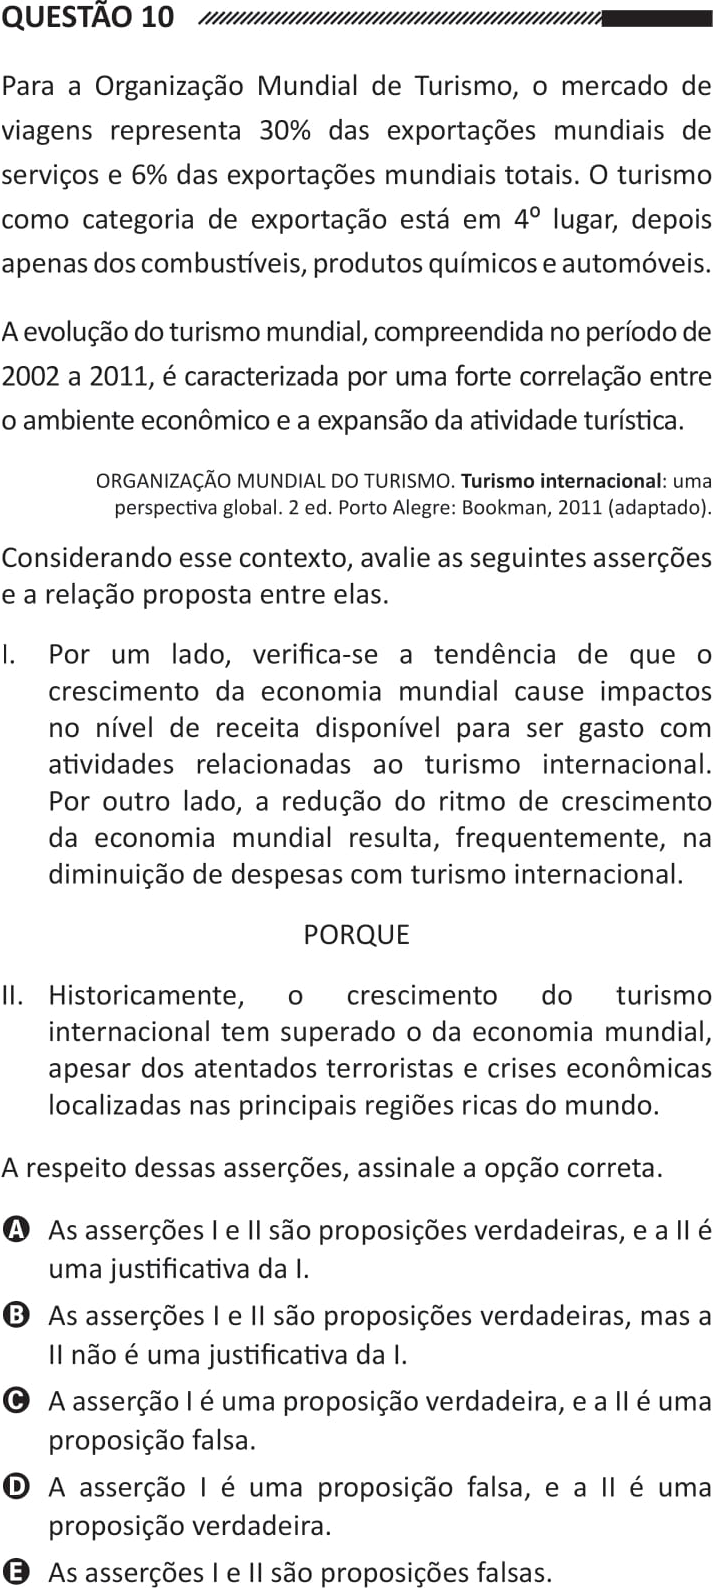 QUESTÃO 10
Para a Organização Mundial de Turismo, o mercado de
viagens representa 30% das exportações mundiais de
serviços e 6% das exportações mundiais totais. O turismo
como categoria de exportação está em 4º lugar, depois
apenas dos combustíveis, produtos químicos e automóveis.
A evolução do turismo mundial, compreendida no período de
2002 a 2011, é caracterizada por uma forte correlação entre
o ambiente econômico e a expansão da atividade turística.
ORGANIZAÇÃO MUNDIAL DO TURISMO. Turismo internacional: uma
perspectiva global. 2 ed. Porto Alegre: Bookman, 2011 (adaptado).
Considerando esse contexto, avalie as seguintes asserções
e a relação proposta entre elas.
I. Por um lado, verifica-se a tendência de que o
crescimento da economia mundial cause impactos
no nível de receita disponível para ser gasto com
atividades relacionadas ao turismo internacional.
Por outro lado, a redução do ritmo de crescimento
da economia mundial resulta, frequentemente, na
diminuição de despesas com turismo internacional.
PORQUE
II. Historicamente, o crescimento do turismo
internacional tem superado o da economia mundial,
apesar dos atentados terroristas e crises econômicas
localizadas nas principais regiões ricas do mundo.
A respeito dessas asserções, assinale a opção correta.
A As asserções I e II são proposições verdadeiras, e a II é
uma justificativa da I.
B As asserções I e II são proposições verdadeiras, mas a
II não é uma justificativa da I.
C A asserção I é uma proposição verdadeira, e a II é uma
proposição falsa.
D A asserção I é uma proposição falsa, e a II é uma
proposição verdadeira.
E As asserções I e II são proposições falsas.